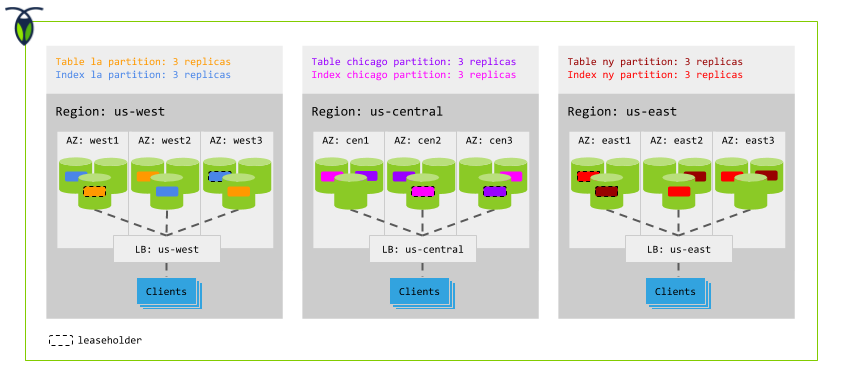 Table la partition: 3 replicas
Index la partition: 3 replicas
Region: us-west
AZ: west1
AZ: west2
AZ: west3
LB: us-west
Clients
Table chicago partition: 3 replicas
Index chicago partition: 3 replicas
Region: us-central
AZ: cen1
AZ: cen2
AZ: cen3
LB: us-central
Clients
Table ny partition: 3 replicas
Index ny partition: 3 replicas
Region: us-east
AZ: east1
AZ: east2
AZ: east3
LB: us-east
Clients
leaseholder